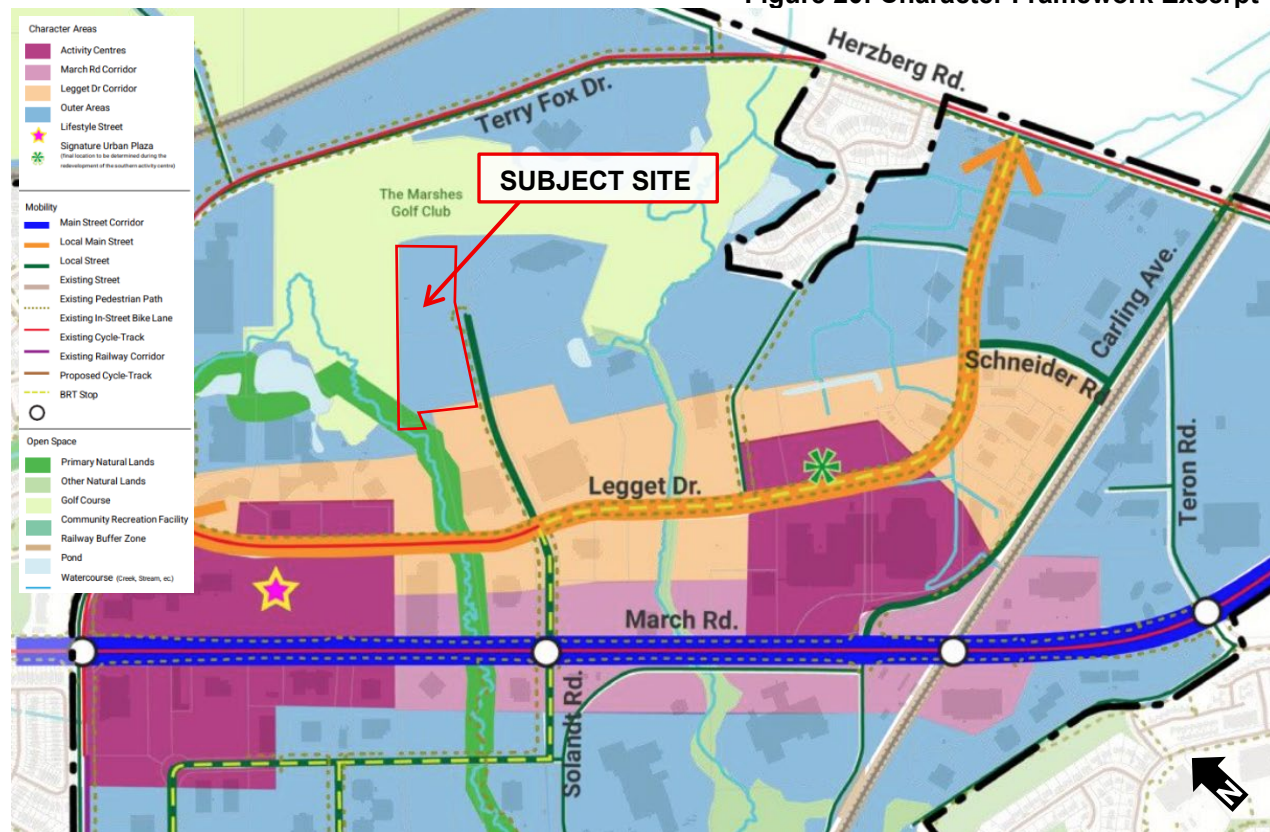 Figure 20: Character Framework Excerpt
Character Areas
Activity Centres
March Rd Corridor
Legget Dr Corridor
Outer Areas
Lifestyle Street
Signature Urban Plaza
(final location to be determined during the
redevelopment of the southern activity centre)
Mobility
Main Street Corridor
Local Main Street
Local Street
Existing Street
Existing Pedestrian Path
Existing In-Street Bike Lane
Existing Cycle-Track
Existing Railway Corridor
Proposed Cycle-Track
BRT Stop
Open Space
Primary Natural Lands
Other Natural Lands
Golf Course
Community Recreation Facility
Railway Buffer Zone
Pond
Watercourse (Creek, Stream, ec.)
Herzberg Rd.
Terry Fox Dr.
SUBJECT SITE
The Marshes
Golf Club
Carling Ave.
Schneider Rd
Teron Rd.
Legget Dr.
March Rd.
Solandt Rd.
N